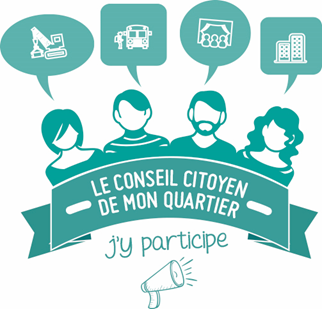 LE CONSEIL CITOYEN
DE MON QUARTIER
j'y participe